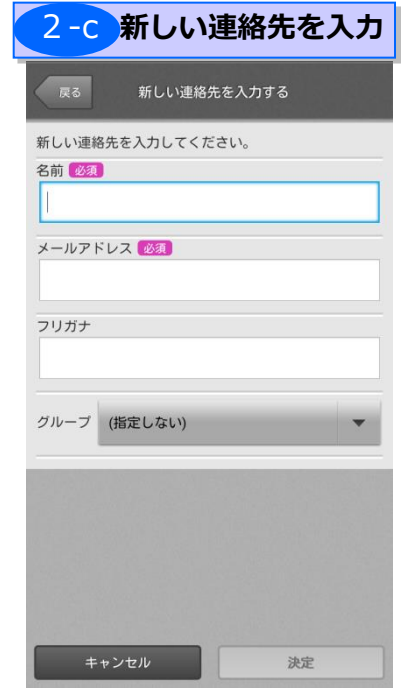 ２-c 新しい連絡先を入力
戻る 新しい連絡先を入力する
新しい連絡先を入力してください。
名前 必須
メールアドレス 必須
フリガナ
グループ (指定しない)
キャンセル 決定